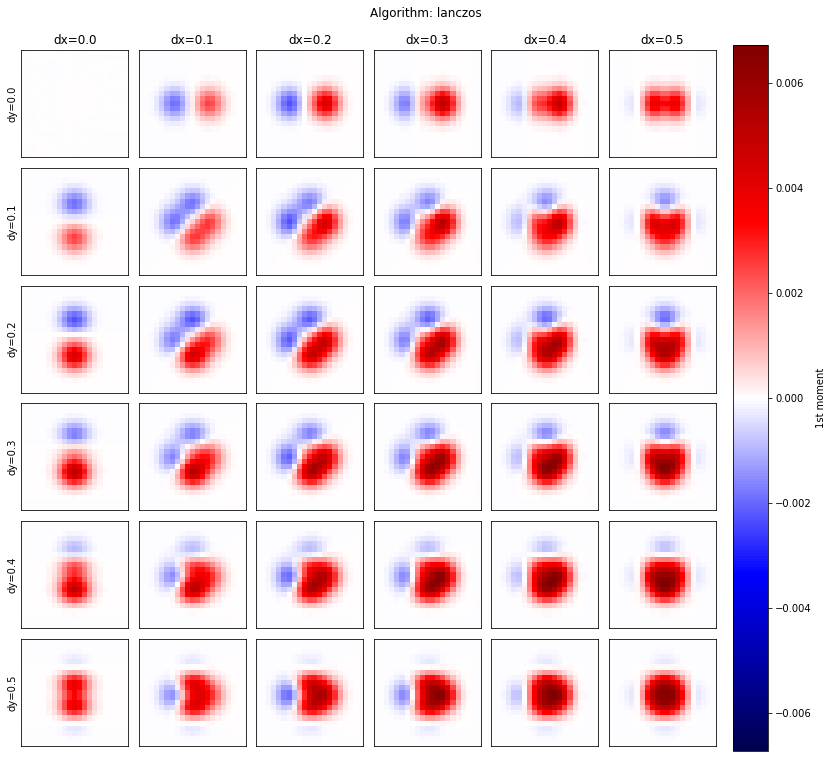 Algorithm: lanczos
dx=0.0 dx=0.1 dx=0.2 dx=0.3 dx=0.4 dx=0.5
dy=0.0
dy=0.1
dy=0.2
dy=0.3
dy=0.4
dy=0.5
0.006
0.004
0.002
0.000
−0.002
−0.004
−0.006
1st moment